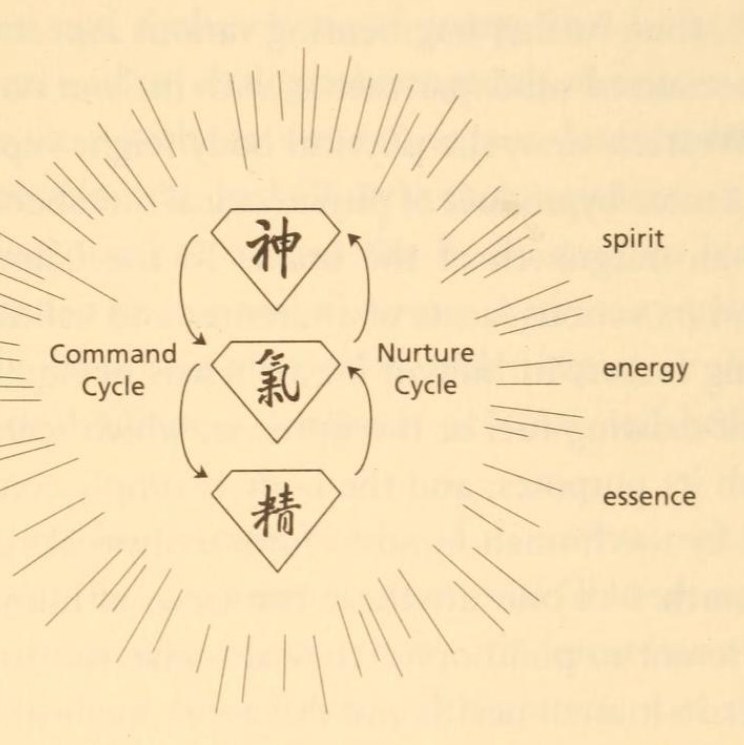 神
spirit
Command
Cycle
氣
Nurture
Cycle
energy
精
essence